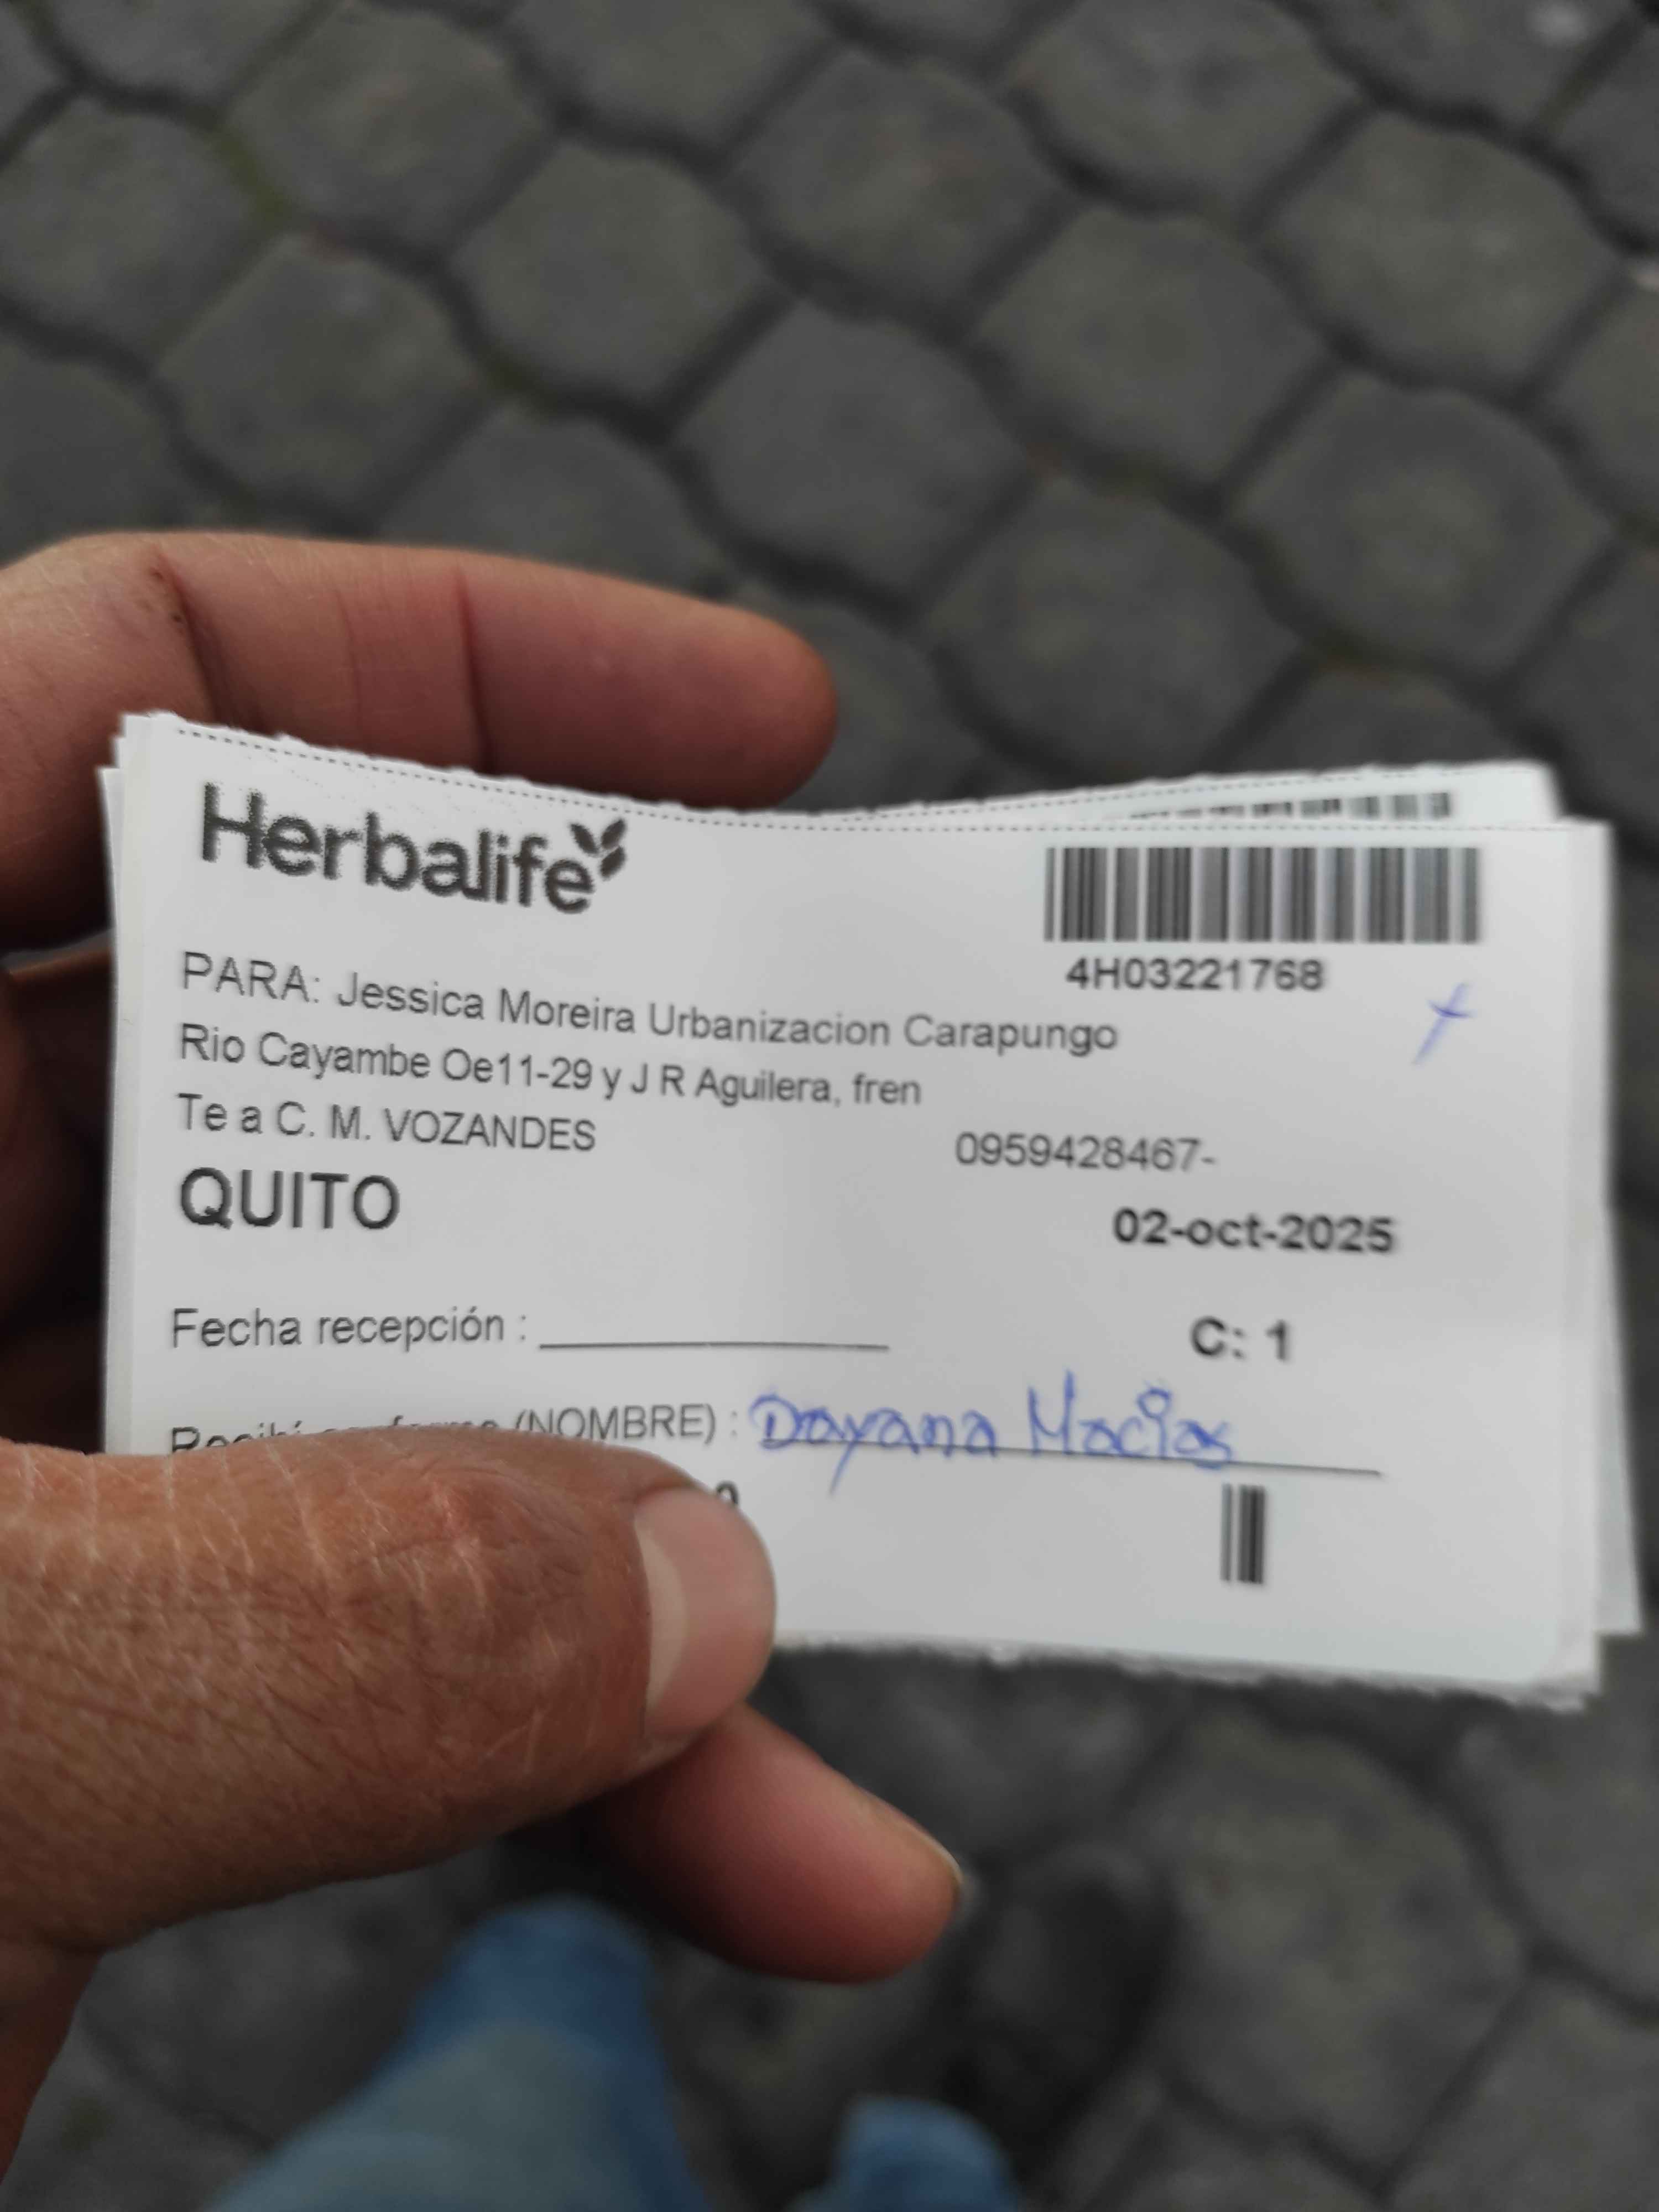 Herbalife
4H03221768
PARA: Jessica Moreira Urbanizacion Carapungo
Rio Cayambe Oe11-29 y J R Aguilera, fren
Te a C. M. VOZANDES
0959428467-
QUITO
02-oct-2025
Fecha recepción :
C: 1
(NOMBRE) : Dayana Macias